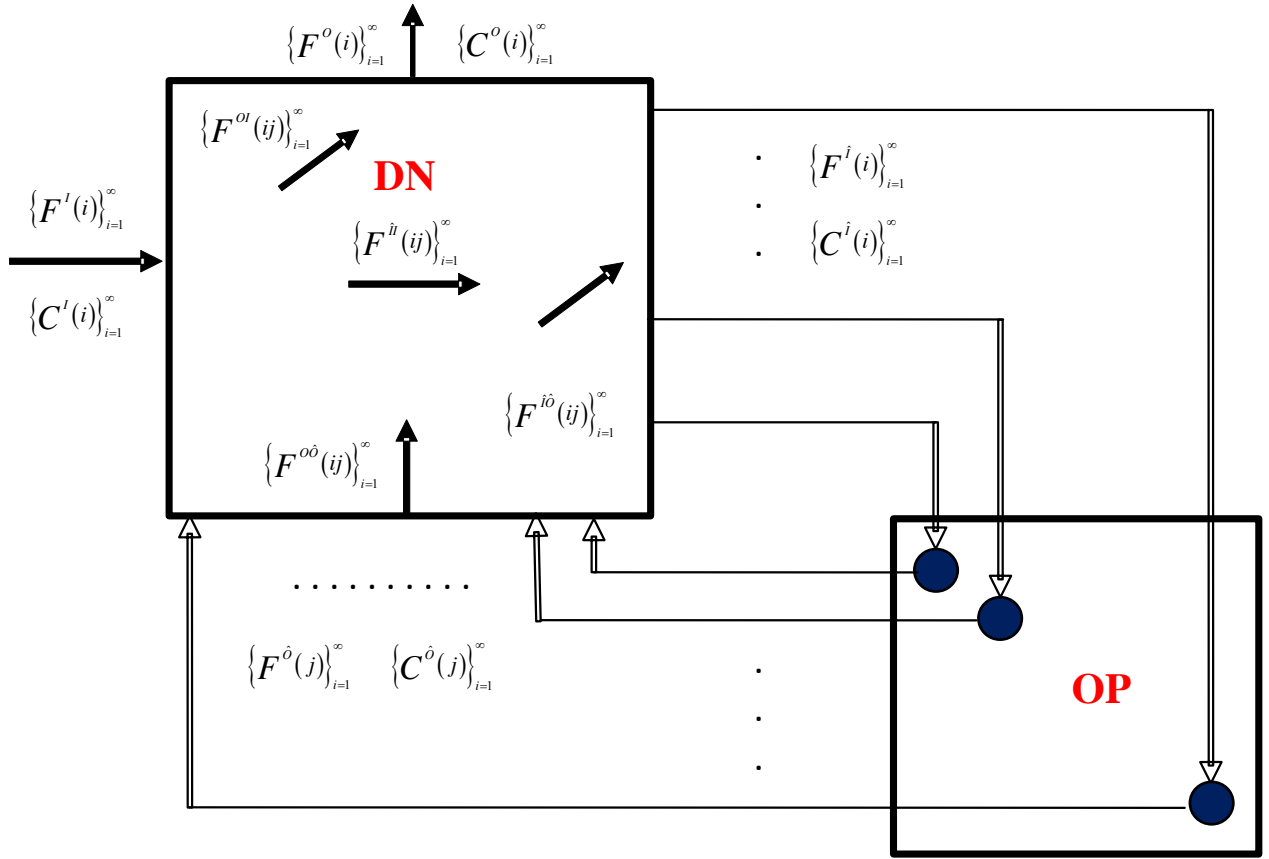 {F^O(i)}_{i=1}^∞ {C^O(i)}_{i=1}^∞
{F^{OI}(ij)}_{i=1}^∞
DN
{F^Î(i)}_{i=1}^∞
{F^I(i)}_{i=1}^∞
{F^{ÎI}(ij)}_{i=1}^∞
{C^Î(i)}_{i=1}^∞
{C^I(i)}_{i=1}^∞
{F^{ÎÔ}(ij)}_{i=1}^∞
{F^{OÔ}(ij)}_{i=1}^∞
{F^Ô(j)}_{i=1}^∞ {C^Ô(j)}_{i=1}^∞
OP